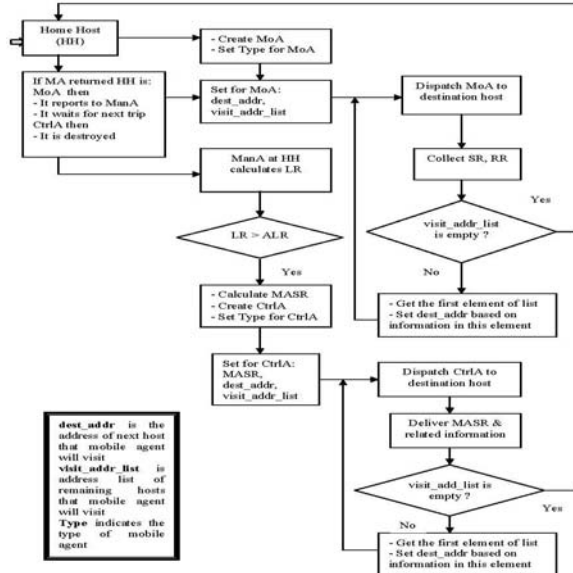 Home Host
(HH)
- Create MoA
- Set Type for MoA
If MA returned HH is:
MoA then
- It reports to ManA
- It waits for next trip
CtrlA then
- It is destroyed
Set for MoA:
dest_addr,
visit_addr_list
Dispatch MoA to
destination host
Collect SR, RR
ManA at HH
calculates LR
Yes
visit_addr_list
is empty ?
LR > ALR
No
Yes
- Get the first element of list
- Set dest_addr based on
information in this element
- Calculate MASR
- Create CtrlA
- Set Type for CtrlA
Set for CtrlA:
MASR,
dest_addr,
visit_addr_list
Dispatch CtrlA to
destination host
Deliver MASR &
related information
visit_add_list is
empty ?
Yes
No
- Get the first element of list
- Set dest_addr based on
information in this element
dest_addr is the
address of next host
that mobile agent
will visit
visit_addr_list is
address list of
remaining hosts
that mobile agent
will visit
Type indicates the
type of mobile
agent